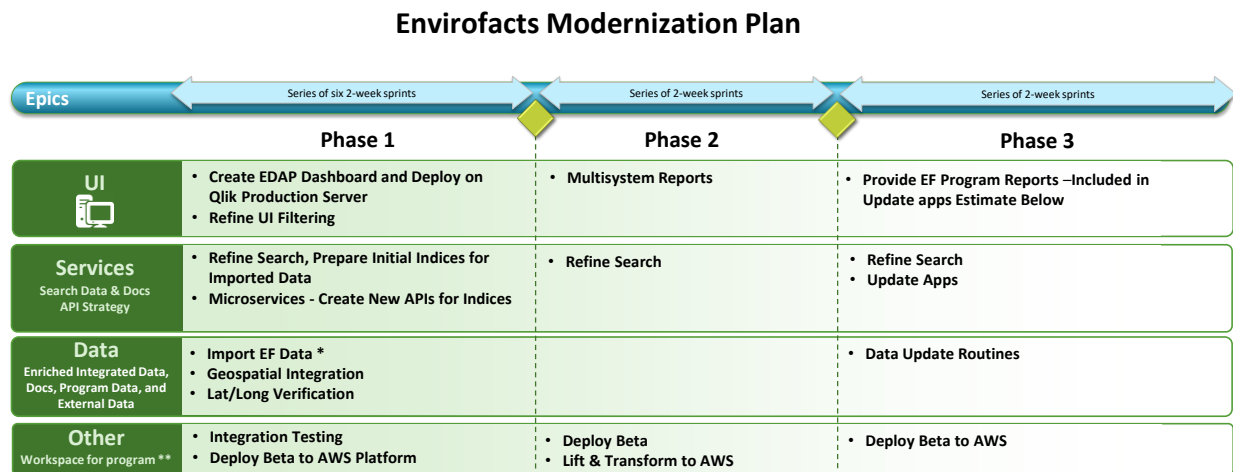 Envirofacts Modernization Plan
Epics
Series of six 2-week sprints
Series of 2-week sprints
Series of 2-week sprints
Phase 1
Phase 2
Phase 3
UI
• Create EDAP Dashboard and Deploy on
Qlik Production Server
• Refine UI Filtering
• Multisystem Reports
• Provide EF Program Reports –Included in
Update apps Estimate Below
Services
Search Data & Docs
API Strategy
• Refine Search, Prepare Initial Indices for
Imported Data
• Microservices - Create New APIs for Indices
• Refine Search
• Refine Search
• Update Apps
Data
Enriched Integrated Data,
Docs, Program Data, and
External Data
• Import EF Data *
• Geospatial Integration
• Lat/Long Verification
• Data Update Routines
Other
Workspace for program **
• Integration Testing
• Deploy Beta to AWS Platform
• Deploy Beta
• Lift & Transform to AWS
• Deploy Beta to AWS